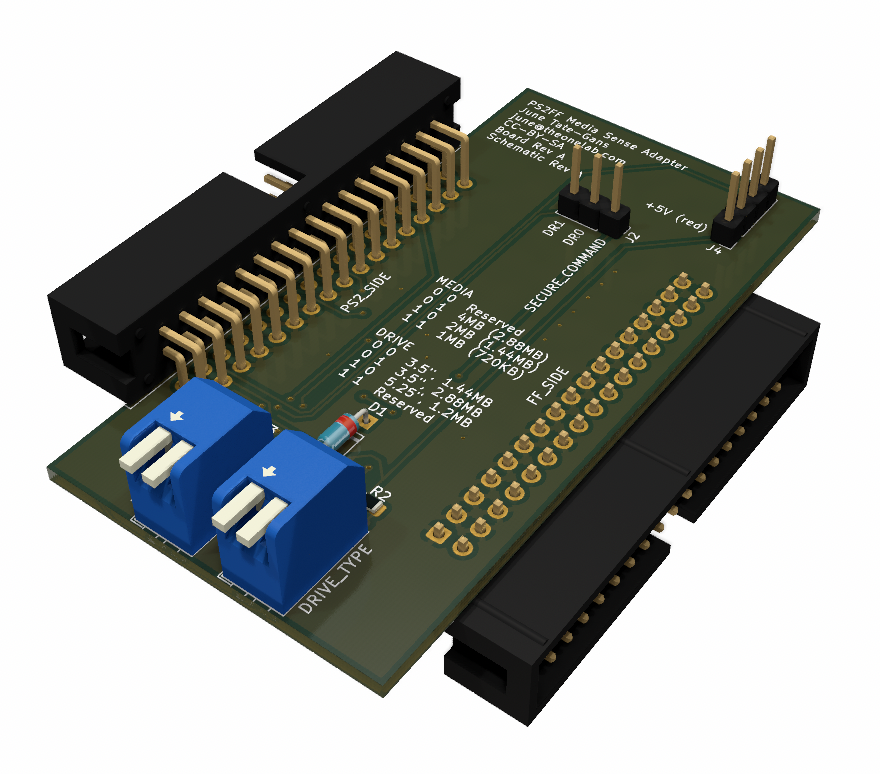 PS2FF Media Sense Adapter
June Tate-Gans
june@theonelab.com
CC-BY-SA
Board Rev A
Schematic Rev A
+5V (red)
J4
J2
DR1
DR0
SECURE_COMMAND
PS2_SIDE
MEDIA
0 0 Reserved
1 0 4MB (2.88MB)
0 1 2MB (1.44MB)
1 1 1MB (720KB)
DRIVE
0 0 3.5", 1.44MB
1 0 3.5", 2.88MB
0 1 5.25", 1.2MB
1 1 Reserved
FF_SIDE
D1
R2
DRIVE_TYPE